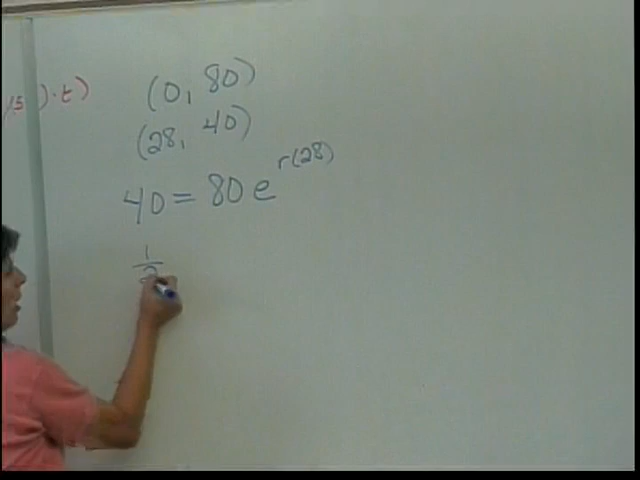 ) · t)
(0, 80)
(28, 40)
40 = 80 e^{r(28)}
1/2